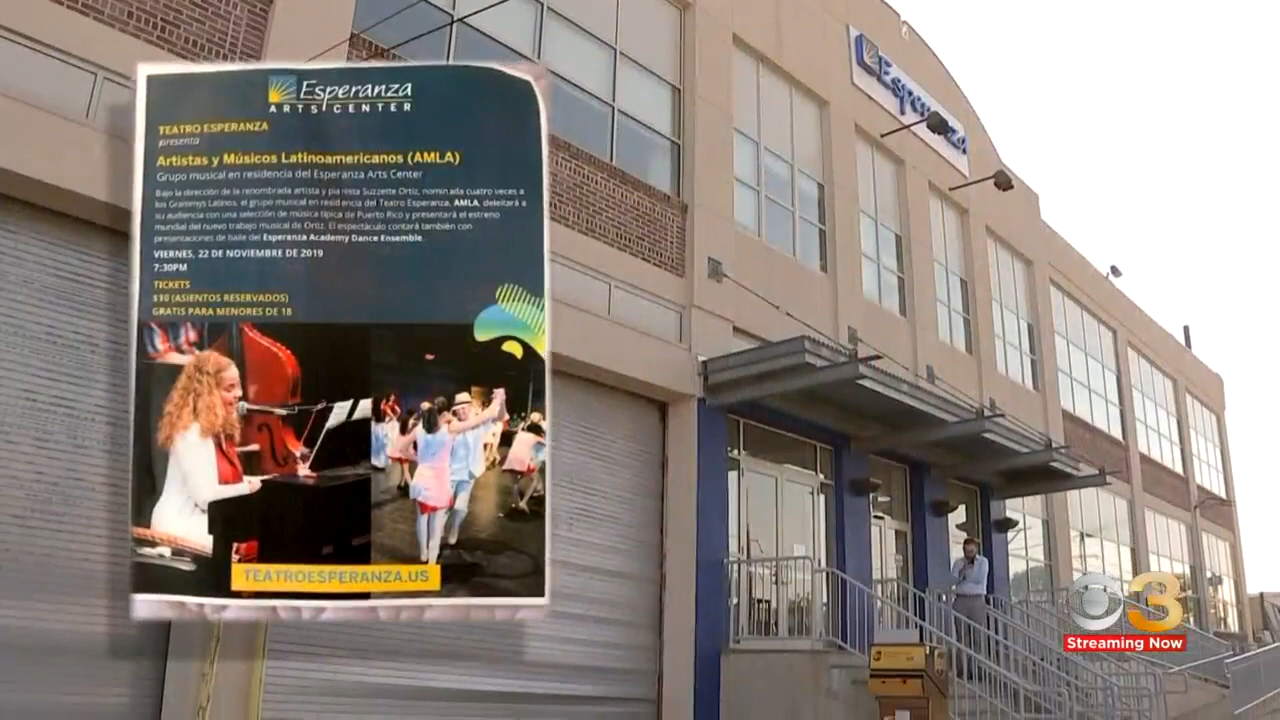 Esperanza
ARTS CENTER
TEATRO ESPERANZA
presenta
Artistas y Músicos Latinoamericanos (AMLA)
Grupo musical en residencia del Esperanza Arts Center
Bajo la dirección de la renombrada artista y pianista Suzzette Ortiz, nominada cuatro veces a
los Grammys Latinos, el grupo musical en residencia del Teatro Esperanza, AMLA, deleitará a
su audiencia con una selección de música típica de Puerto Rico y presentará el estreno
mundial del nuevo trabajo musical de Ortiz. El espectáculo contará también con
presentaciones de baile del Esperanza Academy Dance Ensemble.
VIERNES, 22 DE NOVIEMBRE DE 2019
7:30PM
TICKETS
$10 (ASIENTOS RESERVADOS)
GRATIS PARA MENORES DE 18
TEATROESPERANZA.US
Esperanza
3
Streaming Now